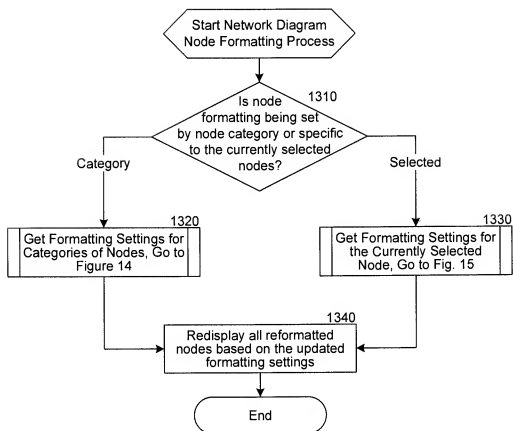 Start Network Diagram
Node Formatting Process
1310
Is node
formatting being set
by node category or specific
to the currently selected
nodes?
Category
Selected
1320
Get Formatting Settings for
Categories of Nodes, Go to
Figure 14
1330
Get Formatting Settings for
the Currently Selected
Node, Go to Fig. 15
1340
Redisplay all reformatted
nodes based on the updated
formatting settings
End